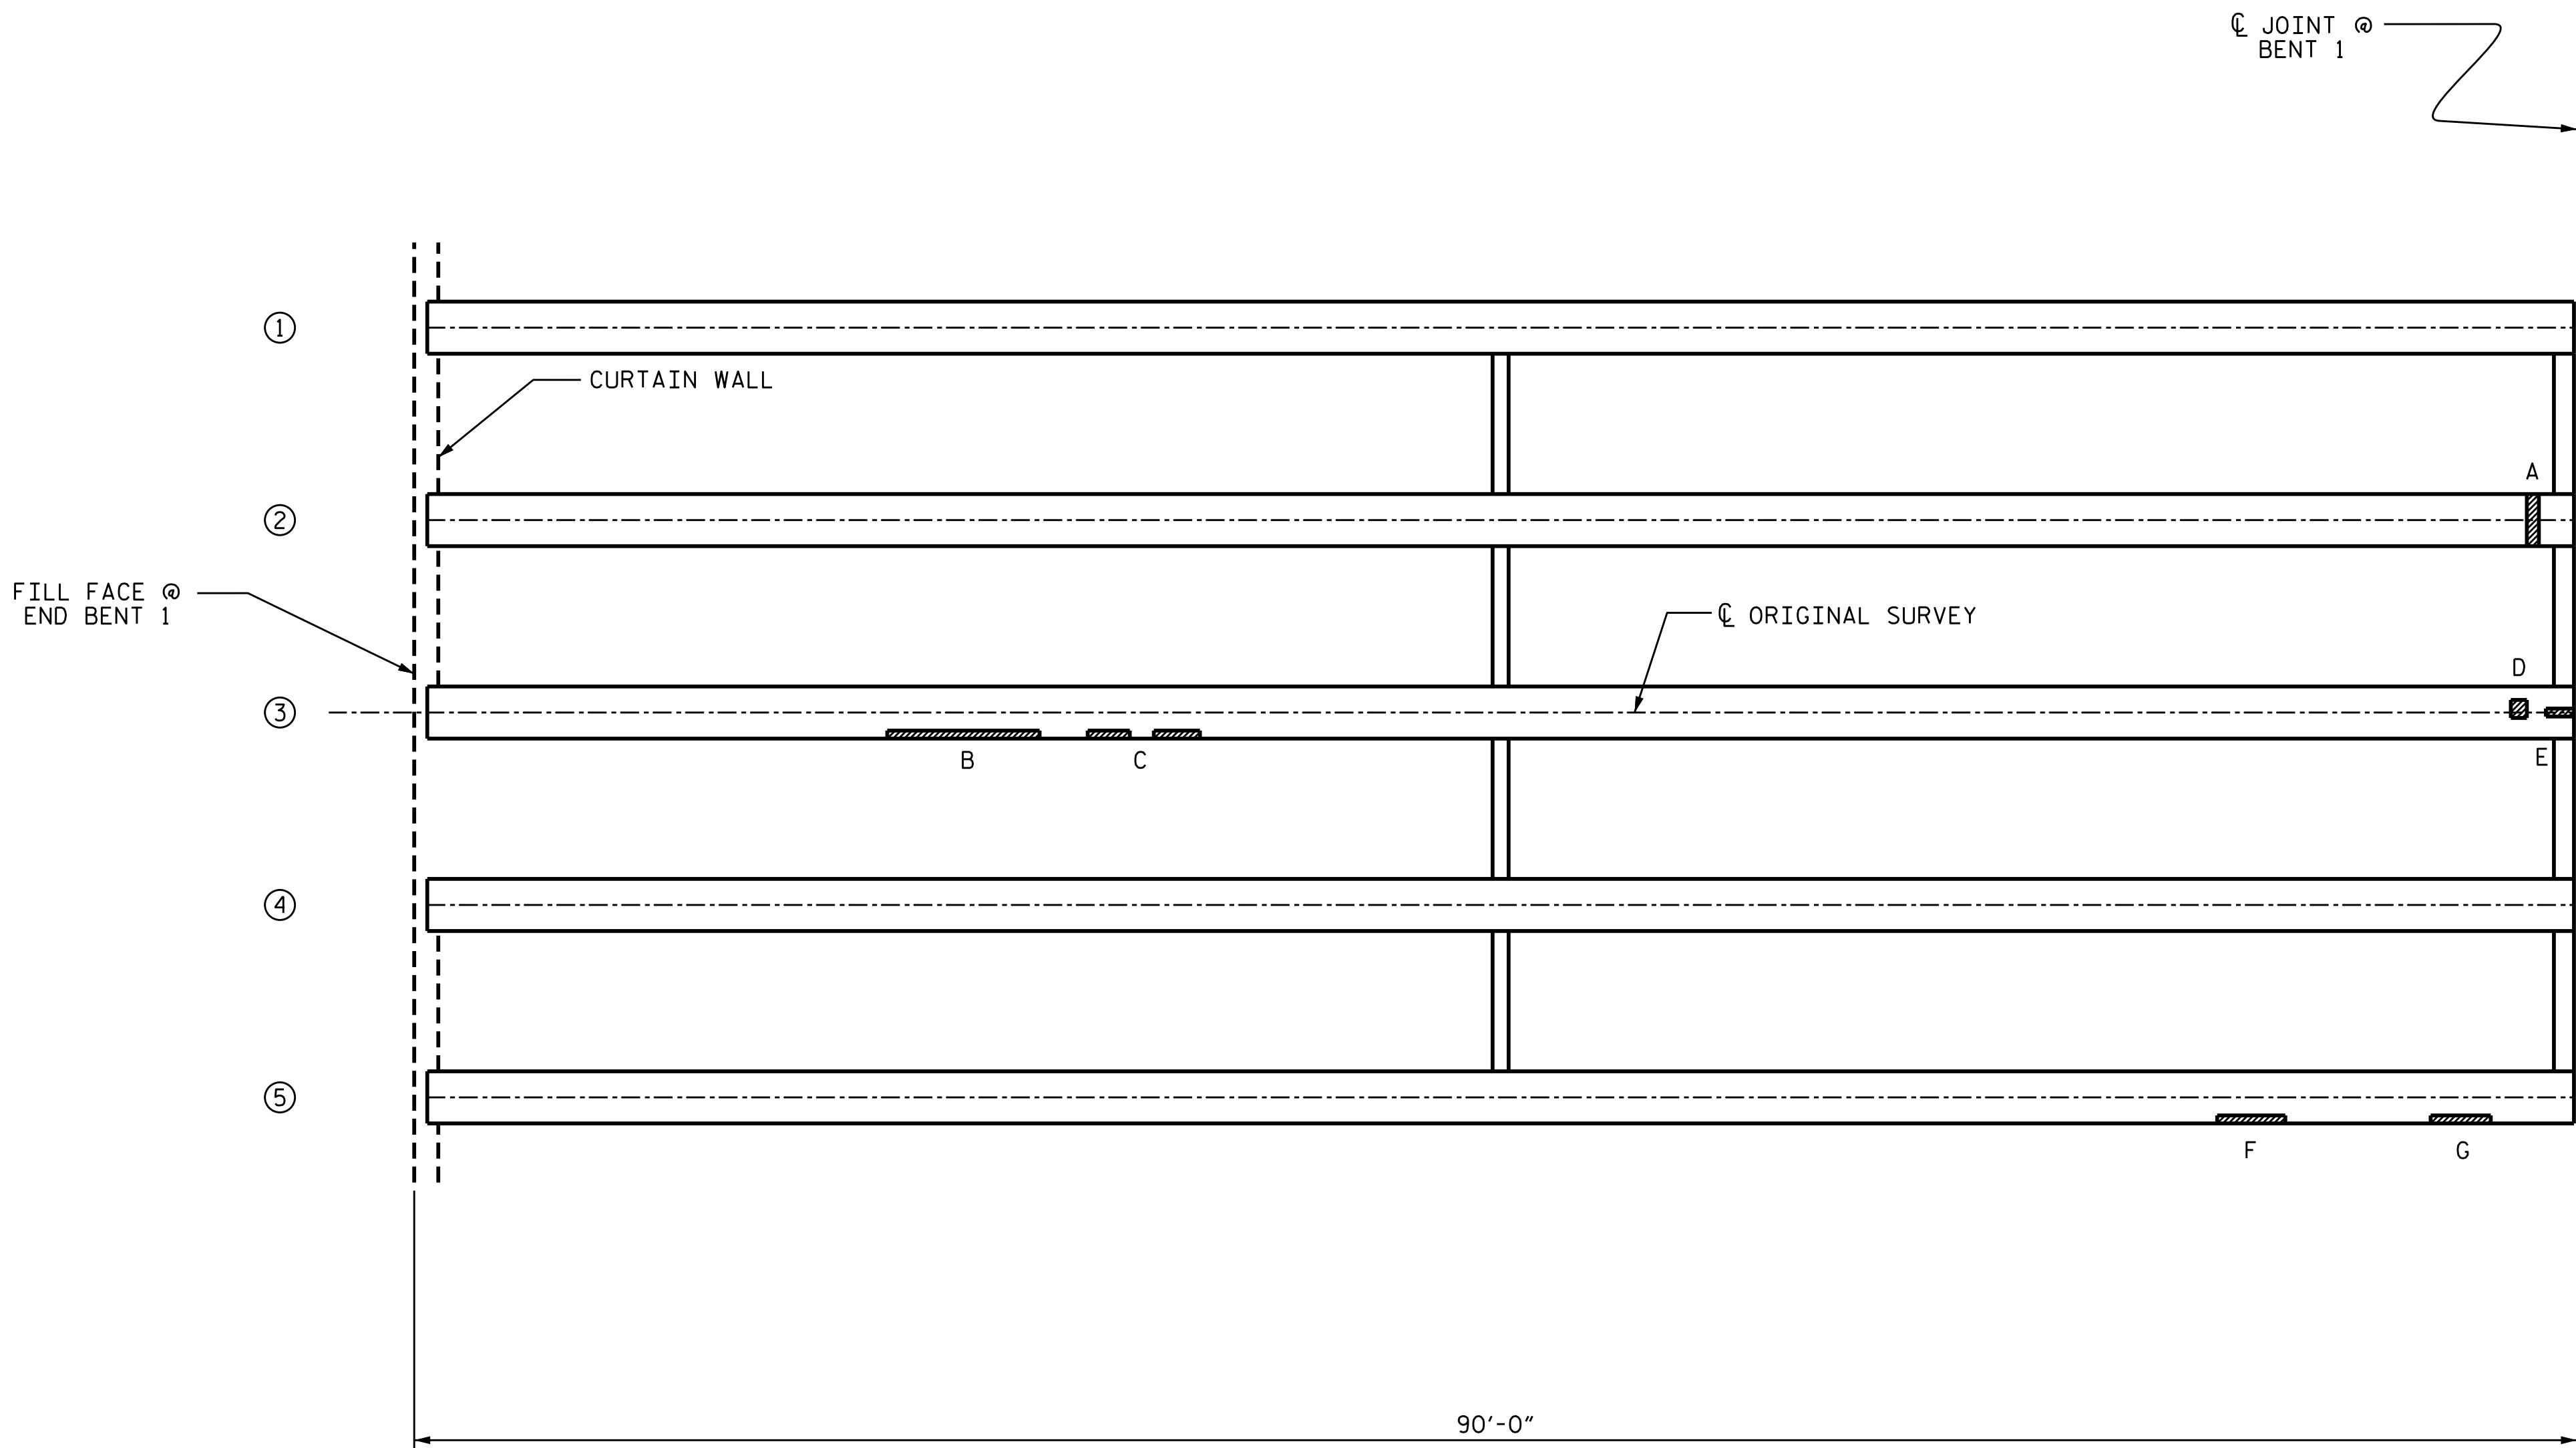 ℄ JOINT @
BENT 1
1
CURTAIN WALL
A
2
FILL FACE @
END BENT 1
℄ ORIGINAL SURVEY
D
3
B
C
E
4
5
F
G
90'-0"